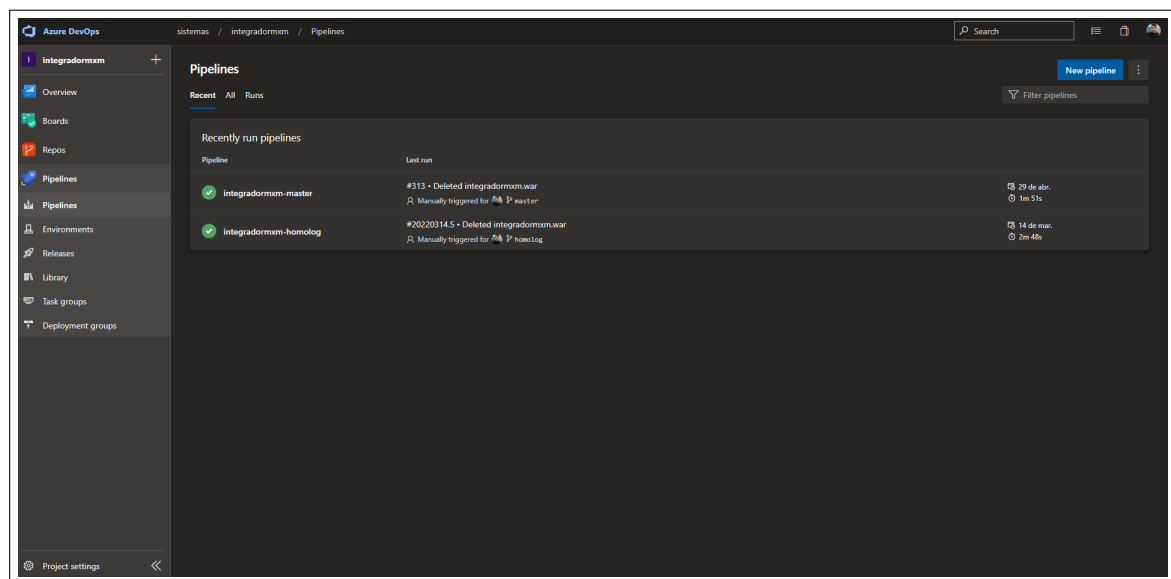 Azure DevOps
sistemas / integradormxm / Pipelines
Search
I integradormxm
Overview
Boards
Repos
Pipelines
Pipelines
Environments
Releases
Library
Task groups
Deployment groups
Project settings
Pipelines
New pipeline
Recent All Runs
Filter pipelines
Recently run pipelines
Pipeline Last run
integradormxm-master
#313 • Deleted integradormxm.war
Manually triggered for master
29 de abr.
1m 51s
integradormxm-homolog
#20220314.5 • Deleted integradormxm.war
Manually triggered for homolog
14 de mar.
2m 48s